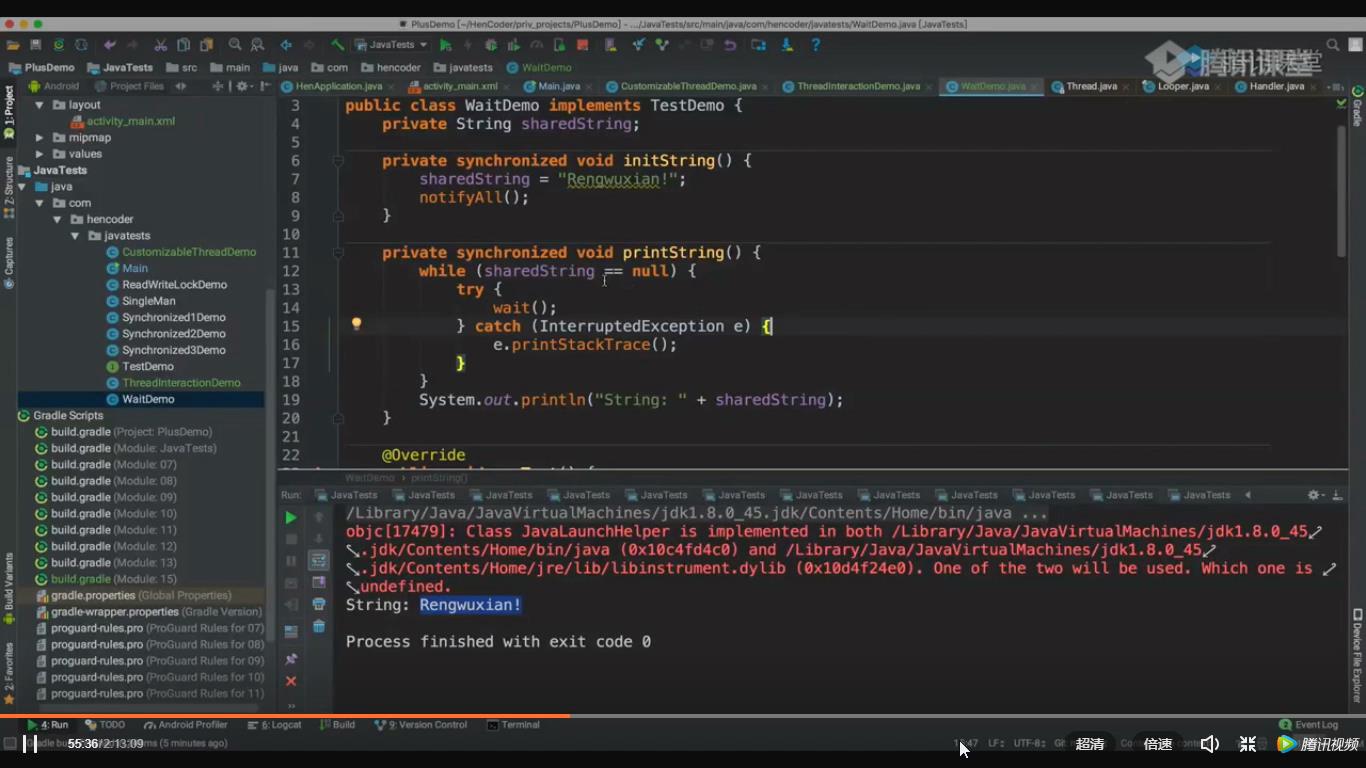 PlusDemo [~/HenCoder/priv_projects/PlusDemo] - .../JavaTests/src/main/java/com/hencoder/javatests/WaitDemo.java [JavaTests]
JavaTests
PlusDemo JavaTests src main java com hencoder javatests WaitDemo
腾讯课堂
Android Project Files
HenApplication.java activity_main.xml Main.java CustomizableThreadDemo.java ThreadInteractionDemo.java WaitDemo.java Thread.java Looper.java Handler.java
1: Project
Z: Structure
Captures
Build Variants
2: Favorites
layout
activity_main.xml
mipmap
values
JavaTests
java
com
hencoder
javatests
CustomizableThreadDemo
Main
ReadWriteLockDemo
SingleMan
Synchronized1Demo
Synchronized2Demo
Synchronized3Demo
TestDemo
ThreadInteractionDemo
WaitDemo
Gradle Scripts
build.gradle (Project: PlusDemo)
build.gradle (Module: JavaTests)
build.gradle (Module: 07)
build.gradle (Module: 08)
build.gradle (Module: 09)
build.gradle (Module: 10)
build.gradle (Module: 11)
build.gradle (Module: 12)
build.gradle (Module: 13)
build.gradle (Module: 15)
gradle.properties (Global Properties)
gradle-wrapper.properties (Gradle Version)
proguard-rules.pro (ProGuard Rules for 07)
proguard-rules.pro (ProGuard Rules for 08)
proguard-rules.pro (ProGuard Rules for 09)
proguard-rules.pro (ProGuard Rules for 10)
proguard-rules.pro (ProGuard Rules for 11)
3 public class WaitDemo implements TestDemo {
4 private String sharedString;
5
6 private synchronized void initString() {
7 sharedString = "Rengwuxian!";
8 notifyAll();
9 }
10
11 private synchronized void printString() {
12 while (sharedString == null) {
13 try {
14 wait();
15 } catch (InterruptedException e) {
16 e.printStackTrace();
17 }
18 }
19 System.out.println("String: " + sharedString);
20 }
21
22 @Override
WaitDemo printString()
Gradle
Device File Explorer
Run: JavaTests JavaTests JavaTests JavaTests JavaTests JavaTests JavaTests JavaTests JavaTests JavaTests JavaTests JavaTests
/Library/Java/JavaVirtualMachines/jdk1.8.0_45.jdk/Contents/Home/bin/java ...
objc[17479]: Class JavaLaunchHelper is implemented in both /Library/Java/JavaVirtualMachines/jdk1.8.0_45
.jdk/Contents/Home/bin/java (0x10c4fd4c0) and /Library/Java/JavaVirtualMachines/jdk1.8.0_45
.jdk/Contents/Home/jre/lib/libinstrument.dylib (0x10d4f24e0). One of the two will be used. Which one is
undefined.
String: Rengwuxian!
Process finished with exit code 0
4: Run TODO Android Profiler 6: Logcat Build 9: Version Control Terminal Event Log
55:36/2:13:09 (5 minutes ago) LF: UTF-8: 超清 倍速 腾讯视频